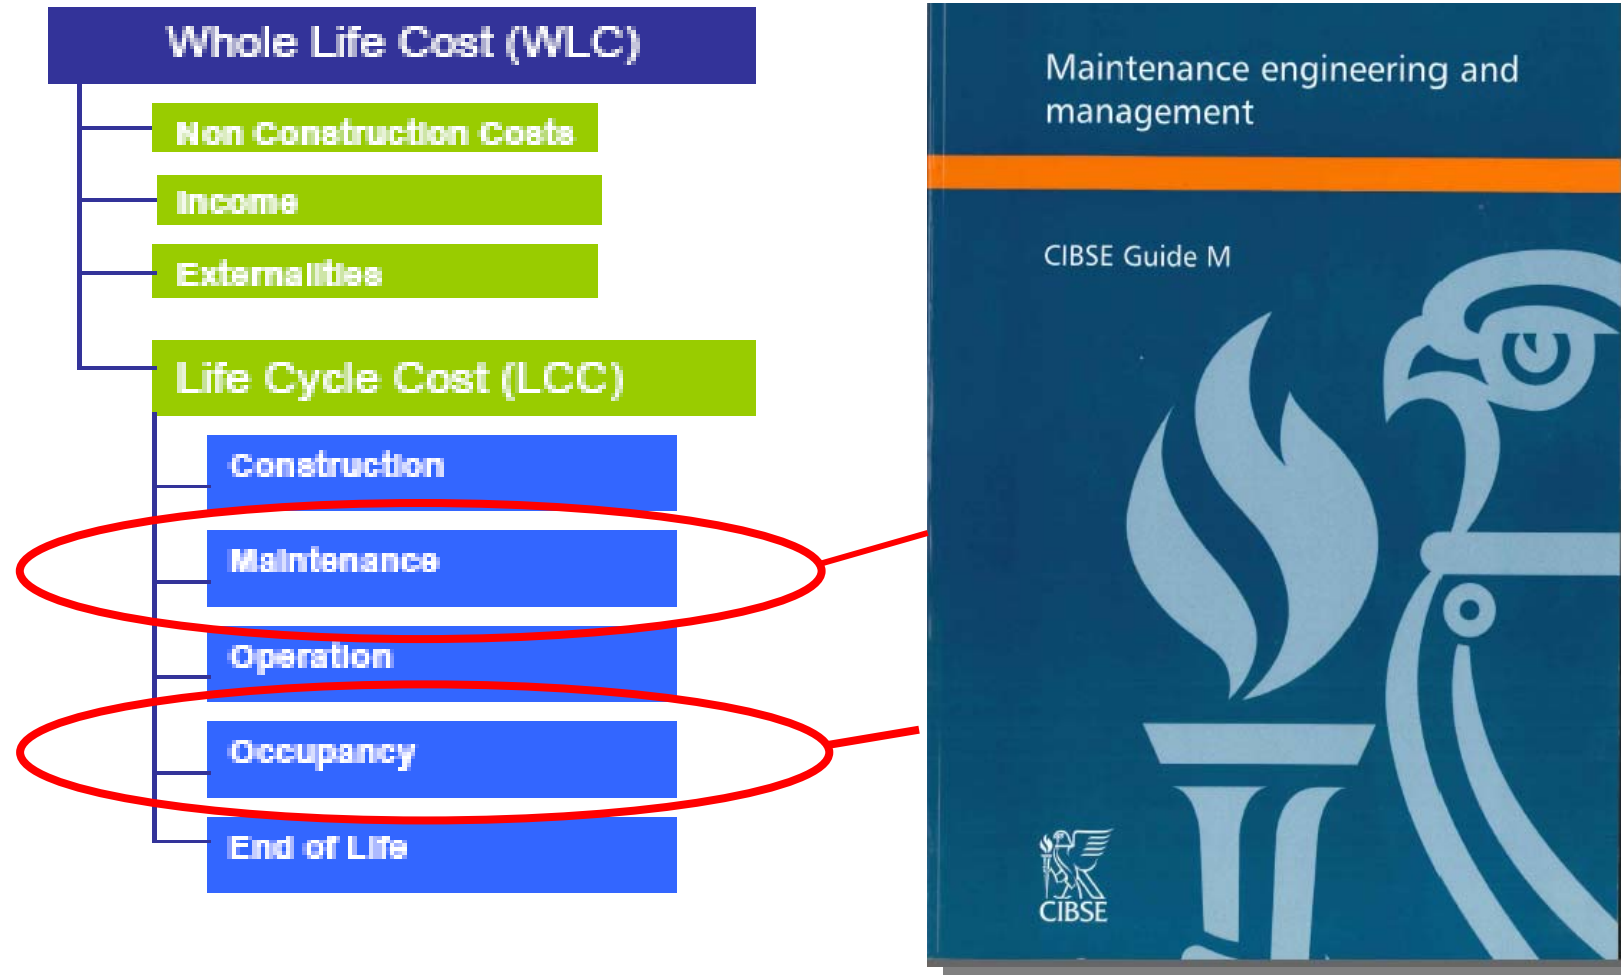 Whole Life Cost (WLC)
Non Construction Costs
Income
Externalities
Life Cycle Cost (LCC)
Construction
Maintenance
Operation
Occupancy
End of Life
Maintenance engineering and
management
CIBSE Guide M
CIBSE